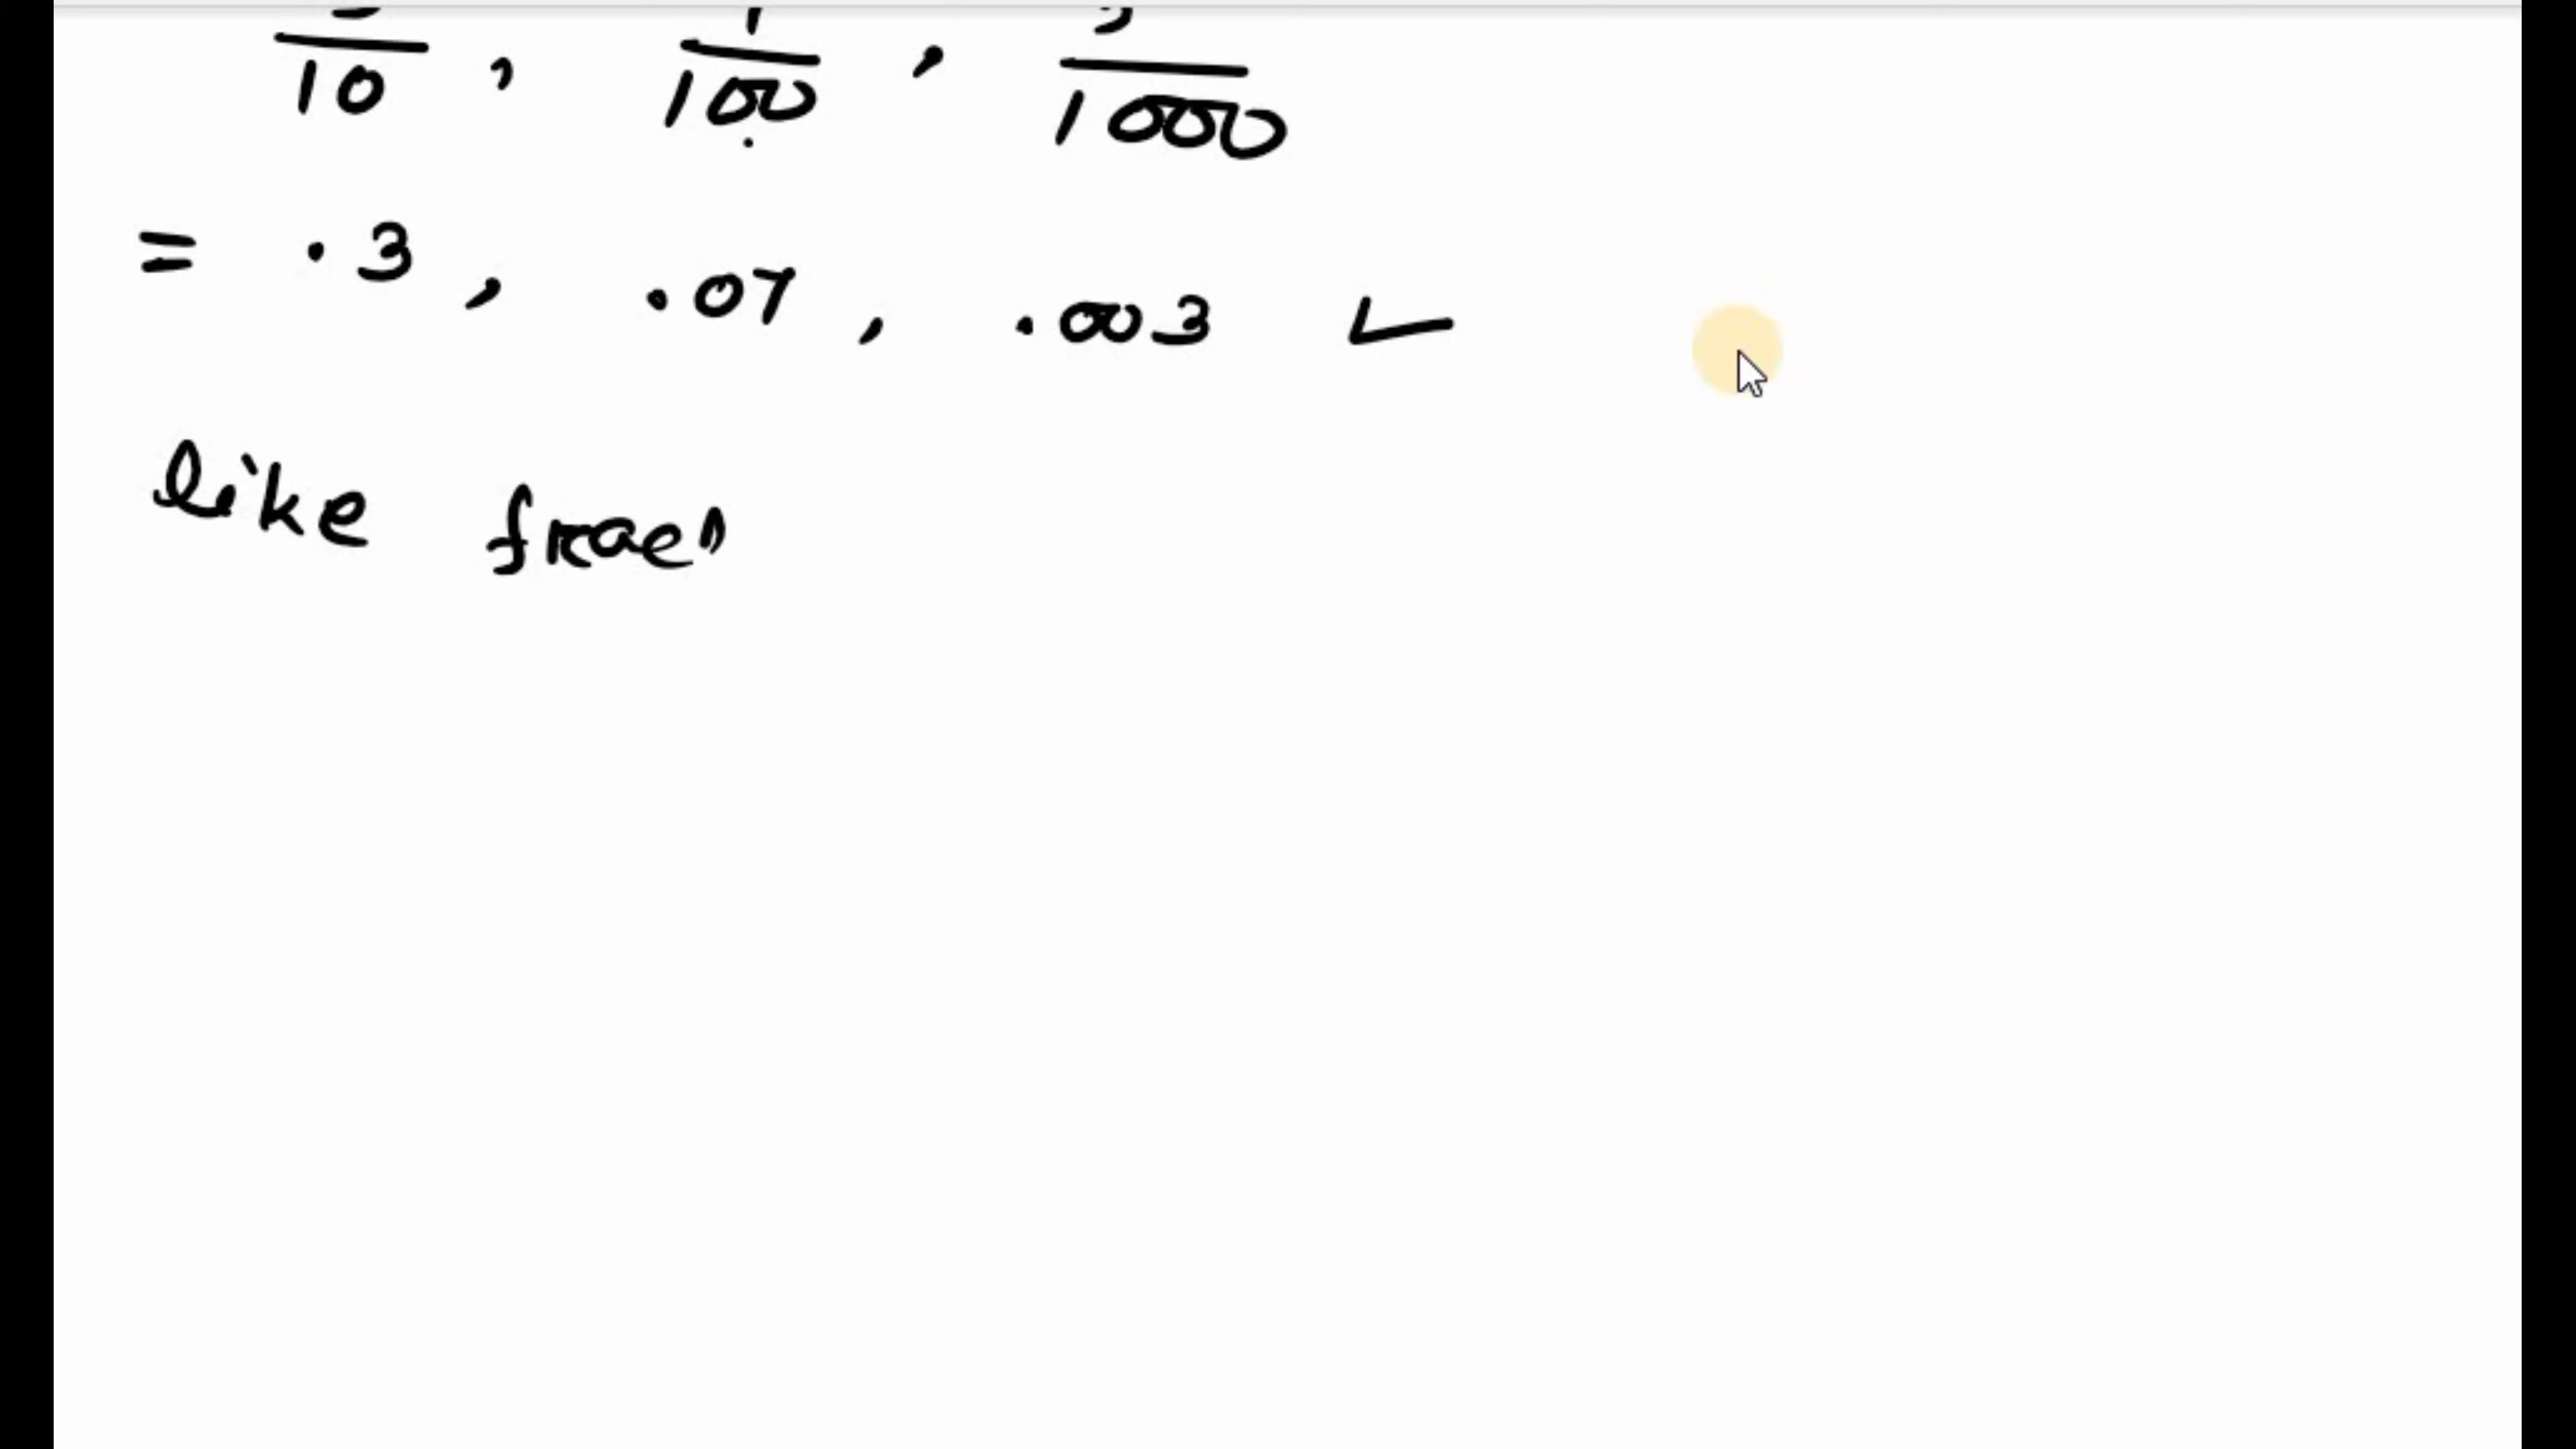 10 , 100 , 1000
= .3 , .07 , .003 ✓
like